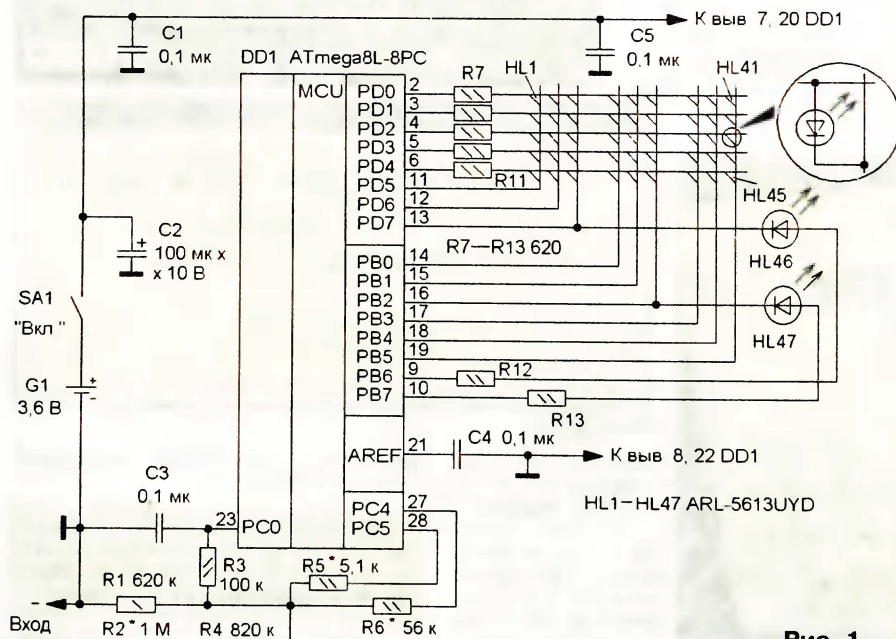 К выв 7, 20 DD1
C1
0,1 мк
C5
0,1 мк
DD1 ATmega8L-8PC
MCU
R7
HL1
HL41
PD0 2
PD1 3
PD2 4
PD3 5
PD4 6
PD5 11
PD6 12
PD7 13
R11
HL45
C2
100 мк х
х 10 В
R7—R13 620
HL46
PB0 14
PB1 15
PB2 16
PB3 17
PB4 18
PB5 19
PB6 9
PB7 10
SA1
"Вкл "
HL47
R12
R13
G1
3,6 В
AREF 21
C4 0,1 мк
К выв 8, 22 DD1
C3
0,1 мк
23 PC0
PC4 27
PC5 28
HL1—HL47 ARL-5613UYD
R3
100 к
R5* 5,1 к
R1 620 к
Вход
R2* 1 М
R4 820 к
R6* 56 к